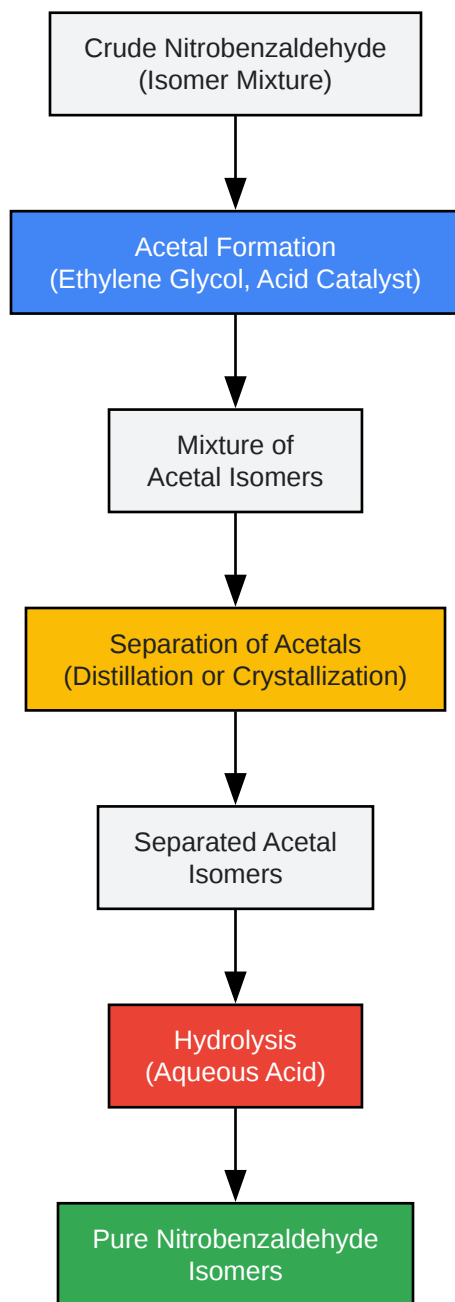 Crude Nitrobenzaldehyde
(Isomer Mixture)
Acetal Formation
(Ethylene Glycol, Acid Catalyst)
Mixture of
Acetal Isomers
Separation of Acetals
(Distillation or Crystallization)
Separated Acetal
Isomers
Hydrolysis
(Aqueous Acid)
Pure Nitrobenzaldehyde
Isomers